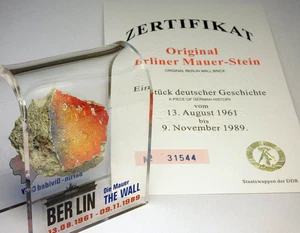 ZERTIFIKAT
Original
Berliner Mauer-Stein
ORIGINAL BERLIN WALL BRICK
Ein Stück deutscher Geschichte
A PIECE OF GERMAN HISTORY
vom
13. August 1961
bis
9. November 1989.
31544
Staatswappen der DDR
BERLIN
Die Mauer
THE WALL
13.08.1961 - 09.11.1989